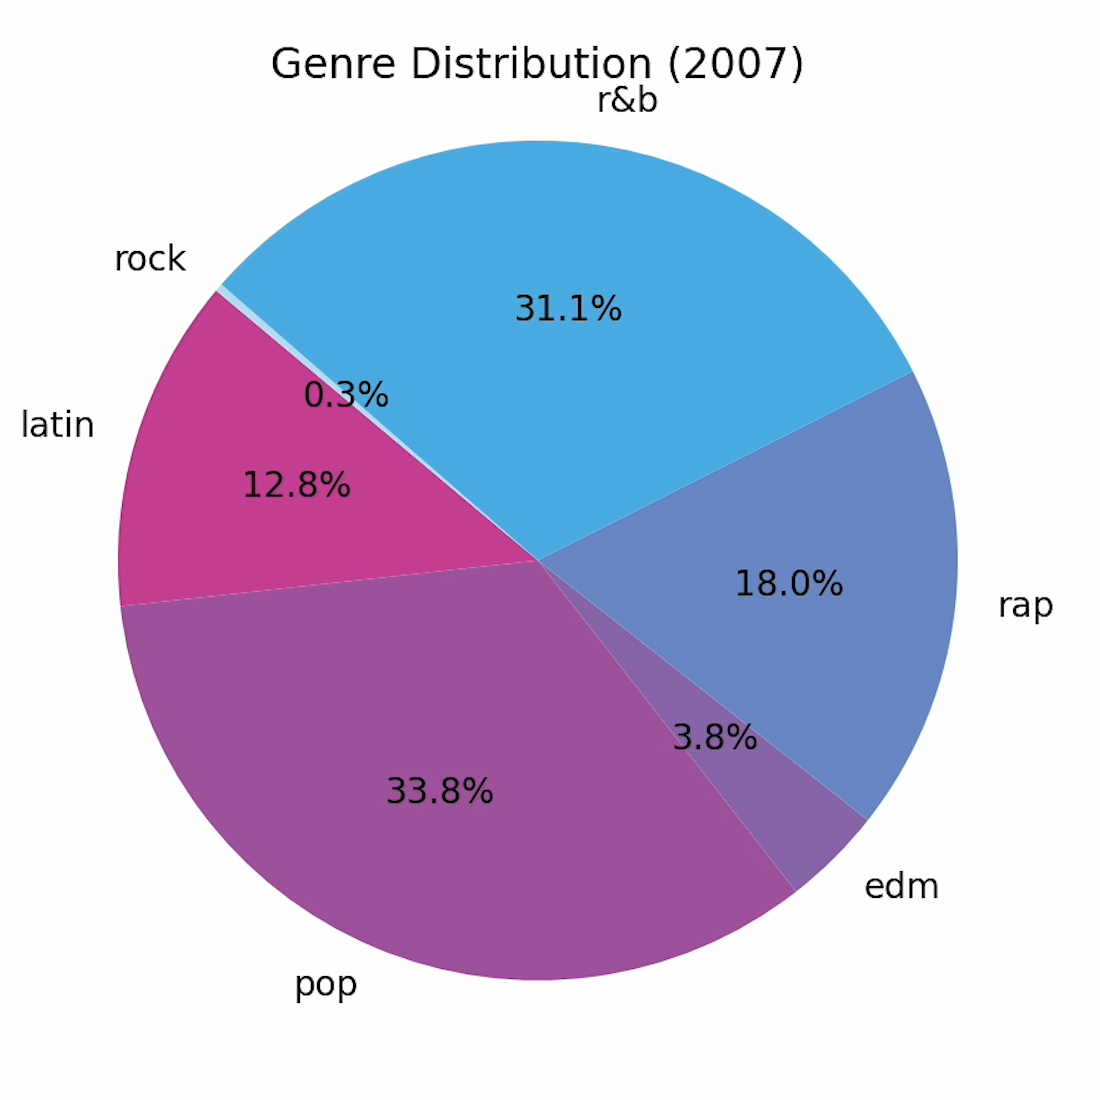 Genre Distribution (2007)
r&b
rock
31.1%
0.3%
latin
12.8%
18.0%
rap
3.8%
33.8%
edm
pop